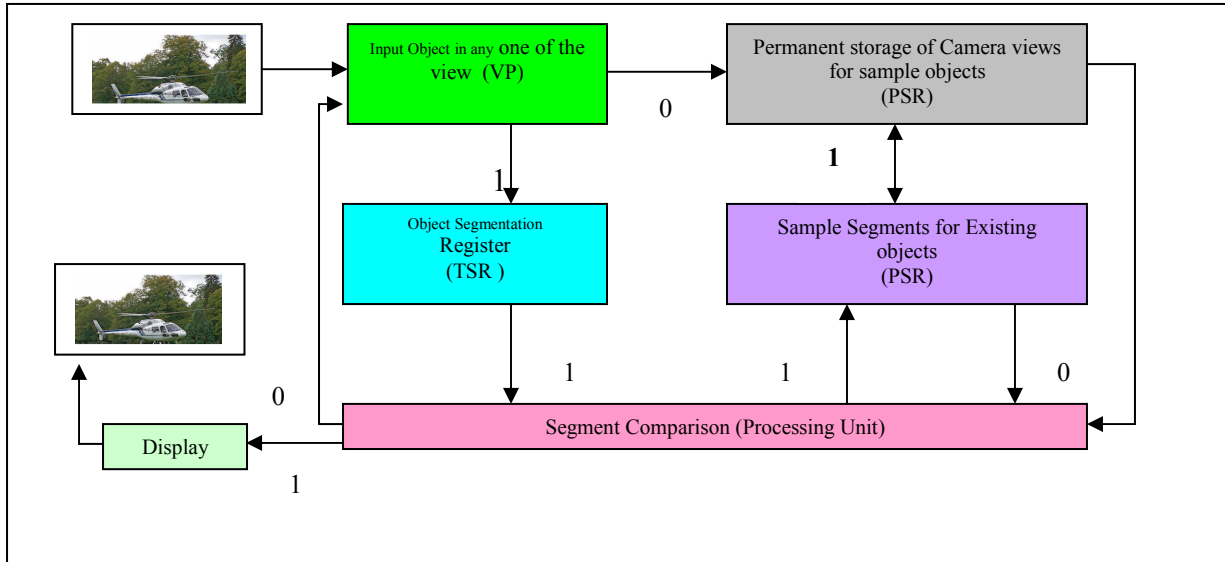 Input Object in any one of the
view (VP)
Permanent storage of Camera views
for sample objects
(PSR)
0
1
1
Object Segmentation
Register
(TSR )
Sample Segments for Existing
objects
(PSR)
1
1
0
0
Segment Comparison (Processing Unit)
Display
1